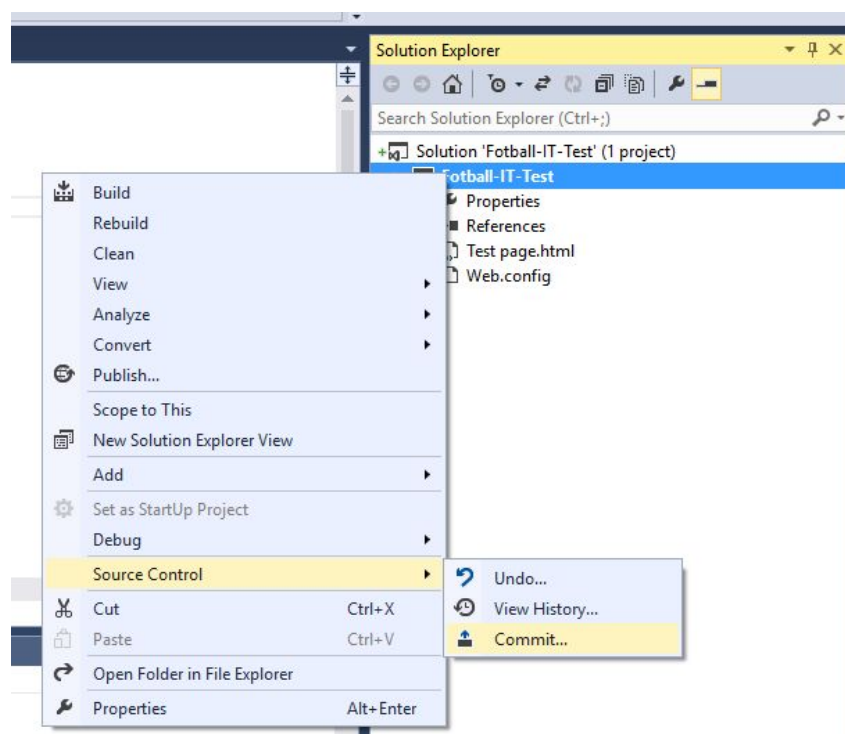 Solution Explorer
Search Solution Explorer (Ctrl+;)
Solution 'Fotball-IT-Test' (1 project)
Fotball-IT-Test
Properties
References
Test page.html
Web.config
Build
Rebuild
Clean
View
Analyze
Convert
Publish...
Scope to This
New Solution Explorer View
Add
Set as StartUp Project
Debug
Source Control
Cut Ctrl+X
Paste Ctrl+V
Open Folder in File Explorer
Properties Alt+Enter
Undo...
View History...
Commit...